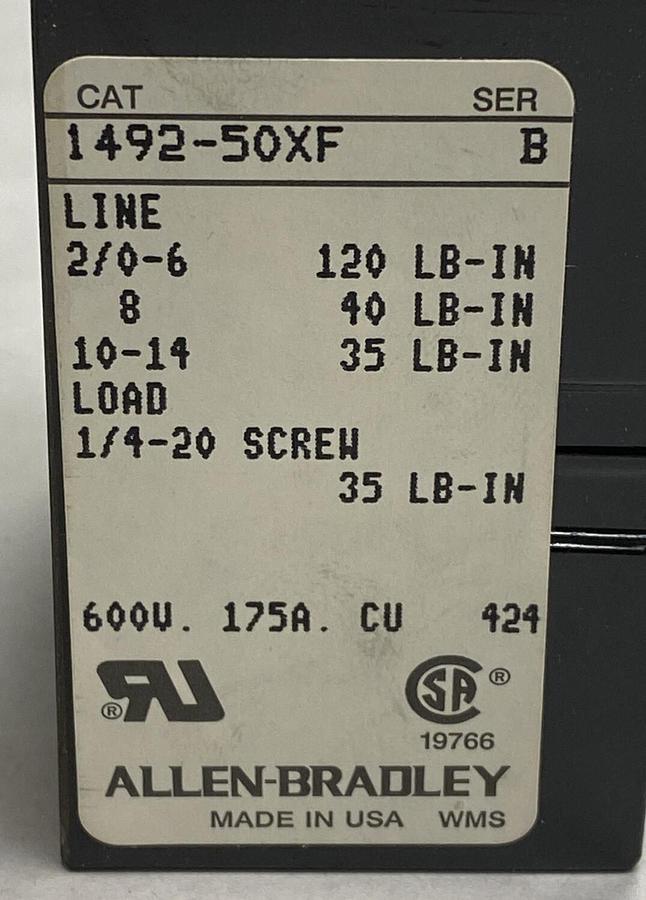 CAT SER
1492-50XF B
LINE
2/0-6 120 LB-IN
8 40 LB-IN
10-14 35 LB-IN
LOAD
1/4-20 SCREW
35 LB-IN
600V. 175A. CU 424
RU ® SA ®
19766
ALLEN-BRADLEY
MADE IN USA WMS